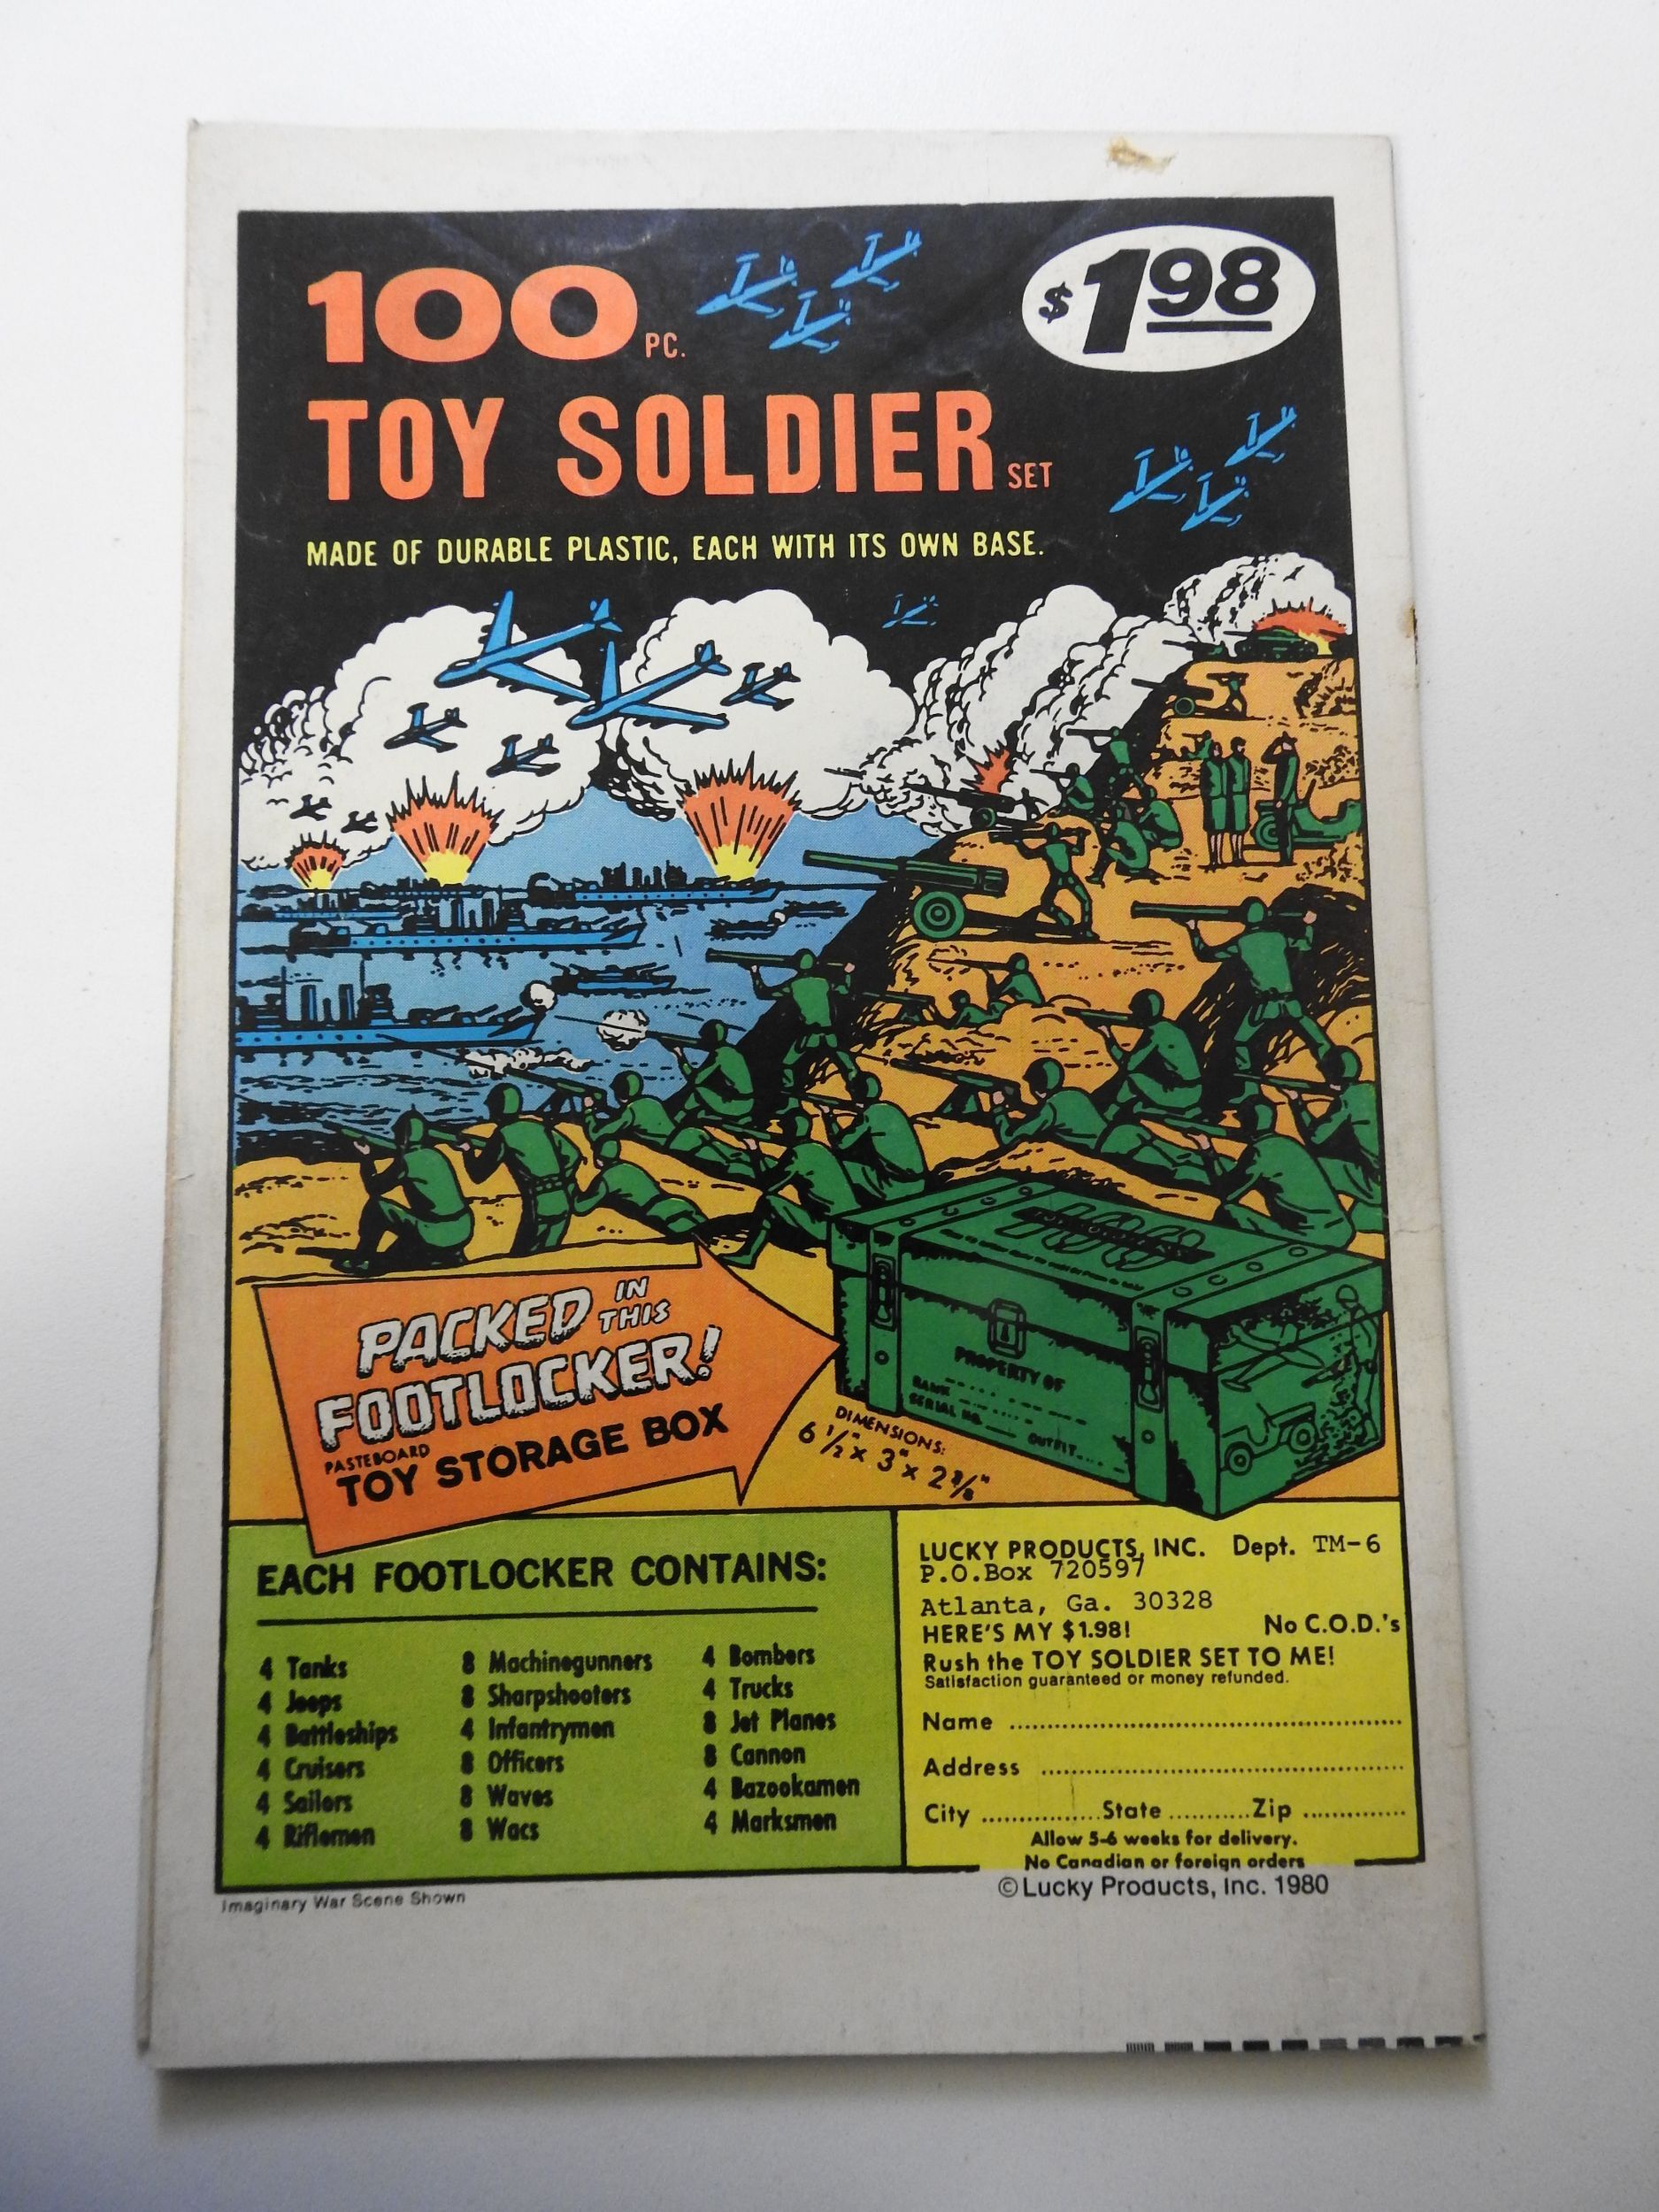 $1 98
100 PC.
TOY SOLDIER SET
MADE OF DURABLE PLASTIC, EACH WITH ITS OWN BASE.
PACKED IN THIS
FOOTLOCKER!
PASTEBOARD
TOY STORAGE BOX
PROPERTY OF
RANK
SERIAL NO.
OUTFIT
DIMENSIONS:
6 1/2" x 3" x
EACH FOOTLOCKER CONTAINS:
4 Tanks
4 Jeeps
4 Battleships
4 Cruisers
4 Sailors
4 Riflemen
8 Machinegunners
8 Sharpshooters
4 Infantrymen
8 Officers
8 Waves
8 Wacs
4 Bombers
4 Trucks
8 Jet Planes
8 Cannon
4 Bazookamen
4 Marksmen
LUCKY PRODUCTS, INC. Dept. TM-6
P.O.Box 720597
Atlanta, Ga. 30328
HERE'S MY $1.98! No C.O.D.'s
Rush the TOY SOLDIER SET TO ME!
Satisfaction guaranteed or money refunded.
Name
Address
City State Zip
Allow 5-6 weeks for delivery.
No Canadian or foreign orders
Imaginary War Scene Shown
© Lucky Products, Inc. 1980